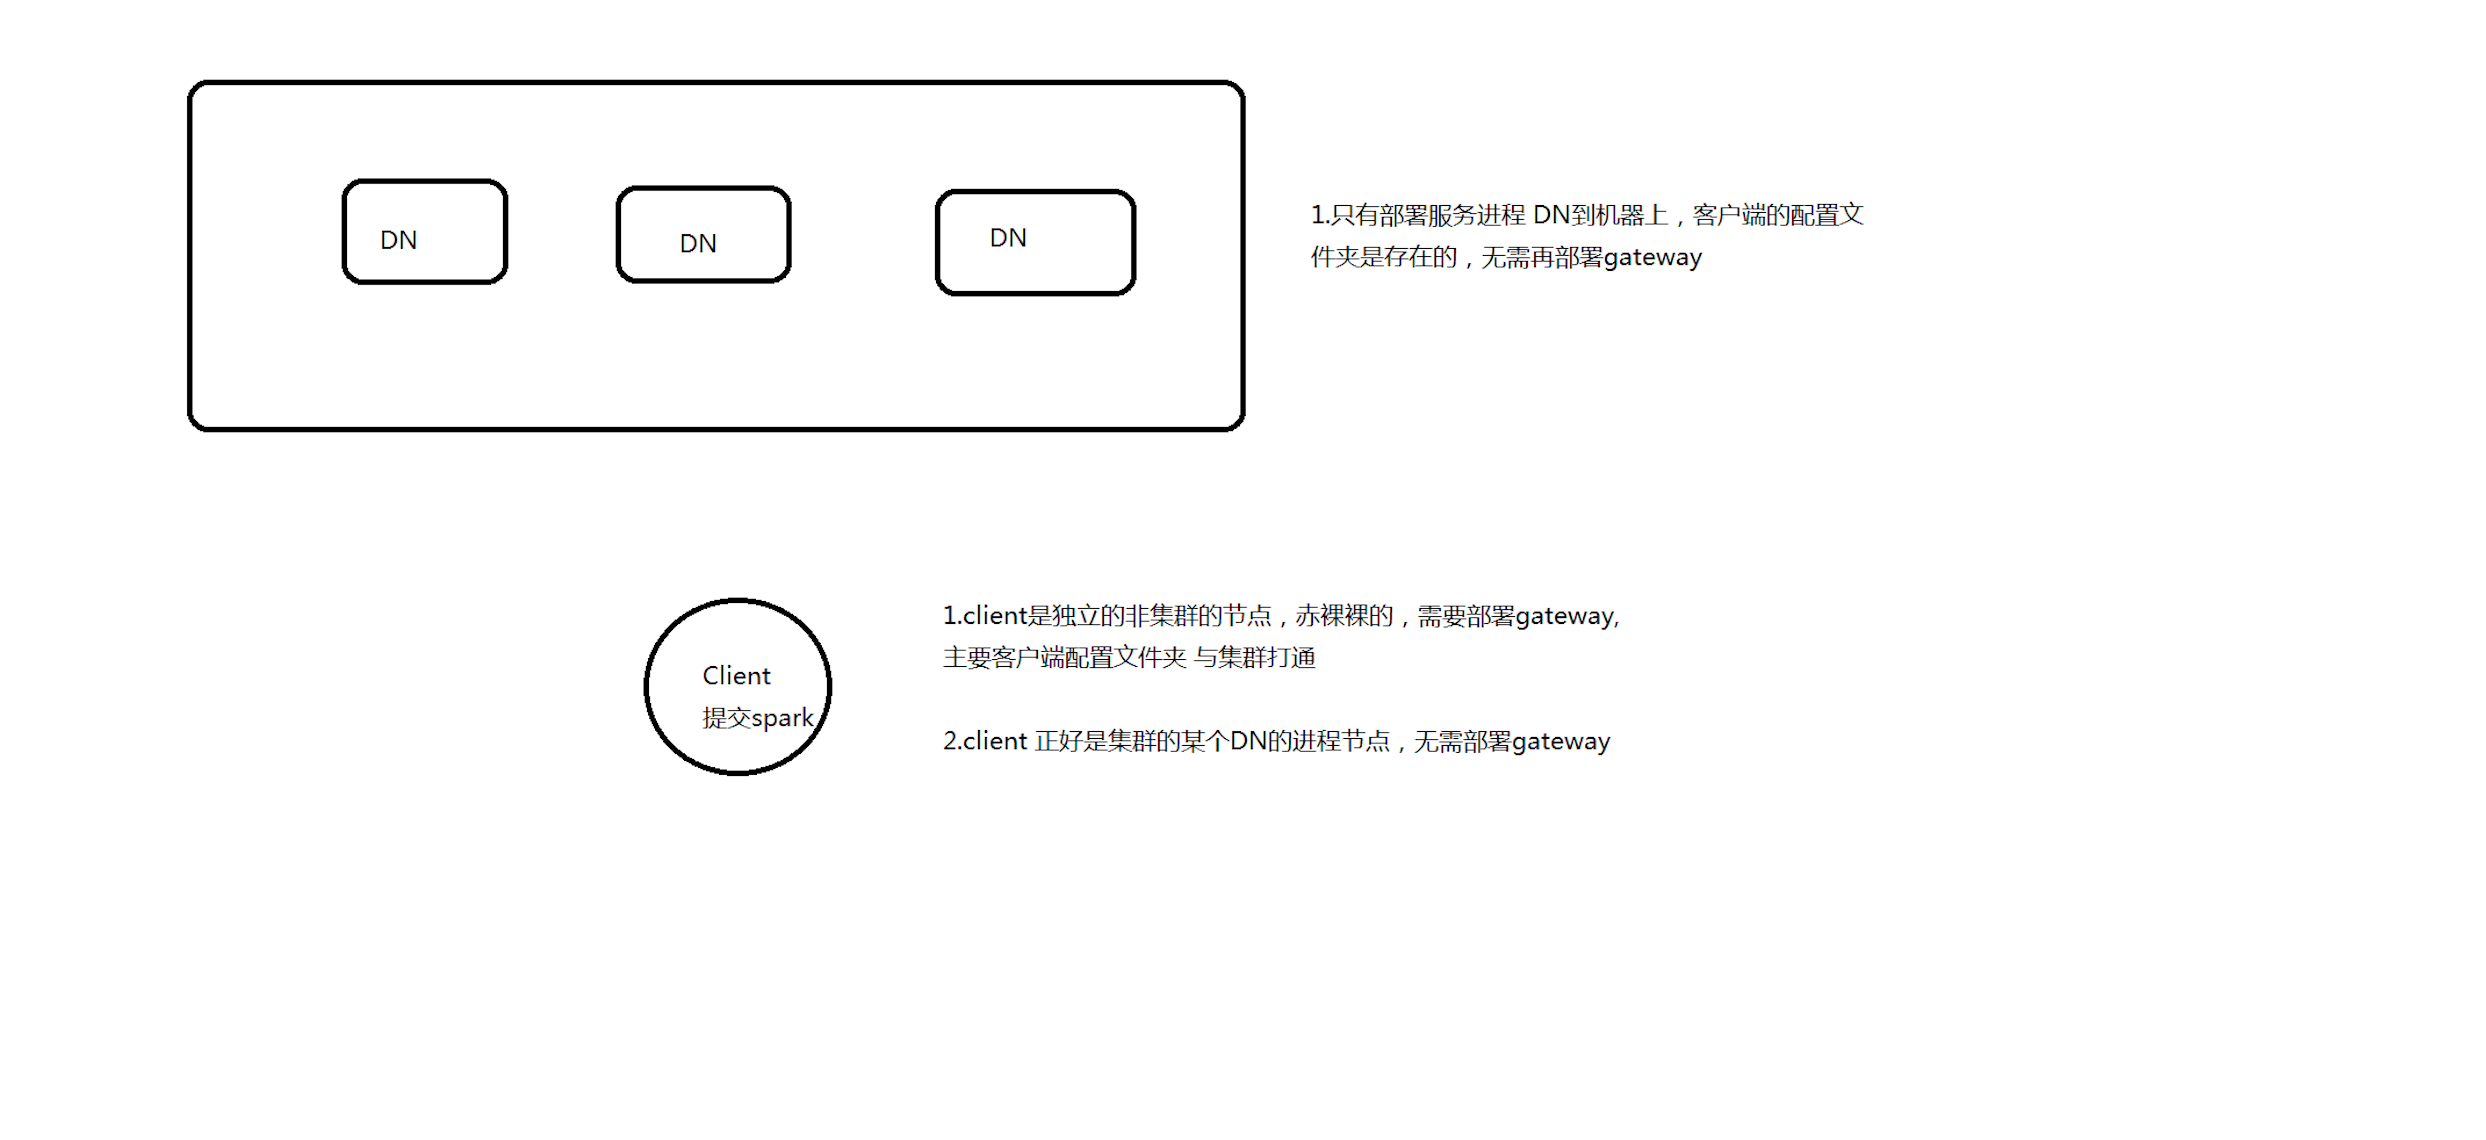 DN
DN
DN
1.只有部署服务进程 DN到机器上，客户端的配置文
件夹是存在的，无需再部署gateway
Client
提交spark
1.client是独立的非集群的节点，赤裸裸的，需要部署gateway,
主要客户端配置文件夹 与集群打通
2.client 正好是集群的某个DN的进程节点，无需部署gateway